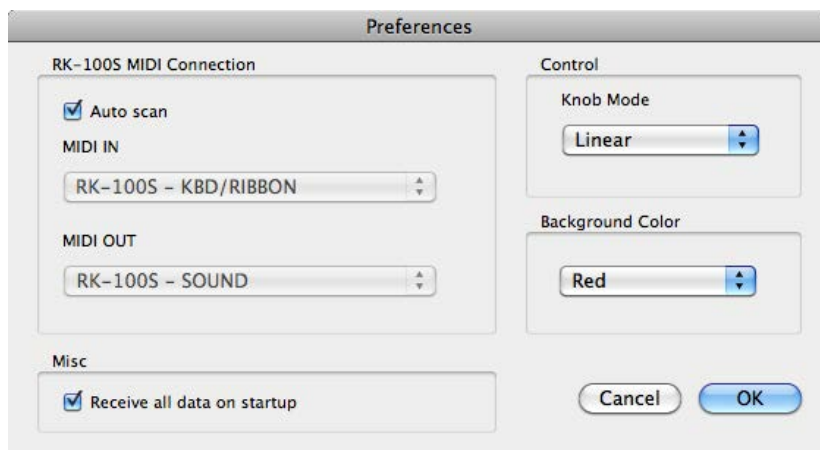 Preferences
RK-100S MIDI Connection
Auto scan
MIDI IN
RK-100S – KBD/RIBBON
MIDI OUT
RK-100S – SOUND
Misc
Receive all data on startup
Control
Knob Mode
Linear
Background Color
Red
Cancel
OK